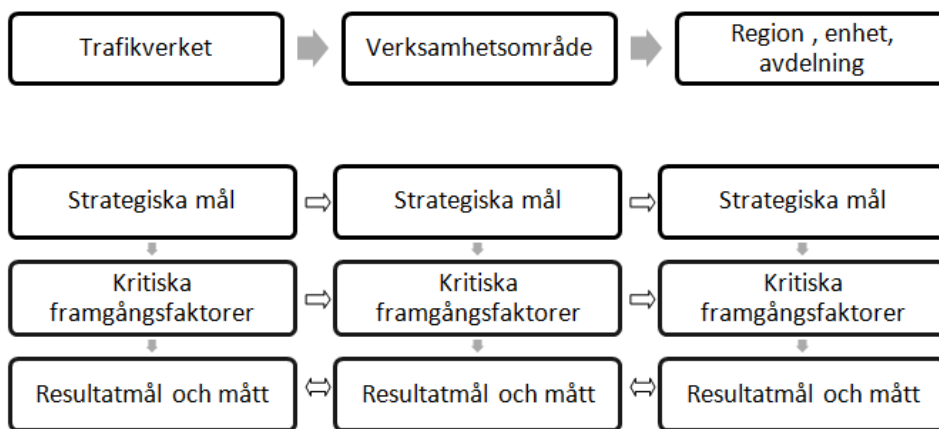 Trafikverket
Verksamhetsområde
Region , enhet,
avdelning
Strategiska mål
Strategiska mål
Strategiska mål
Kritiska
framgångsfaktorer
Kritiska
framgångsfaktorer
Kritiska
framgångsfaktorer
Resultatmål och mått
Resultatmål och mått
Resultatmål och mått